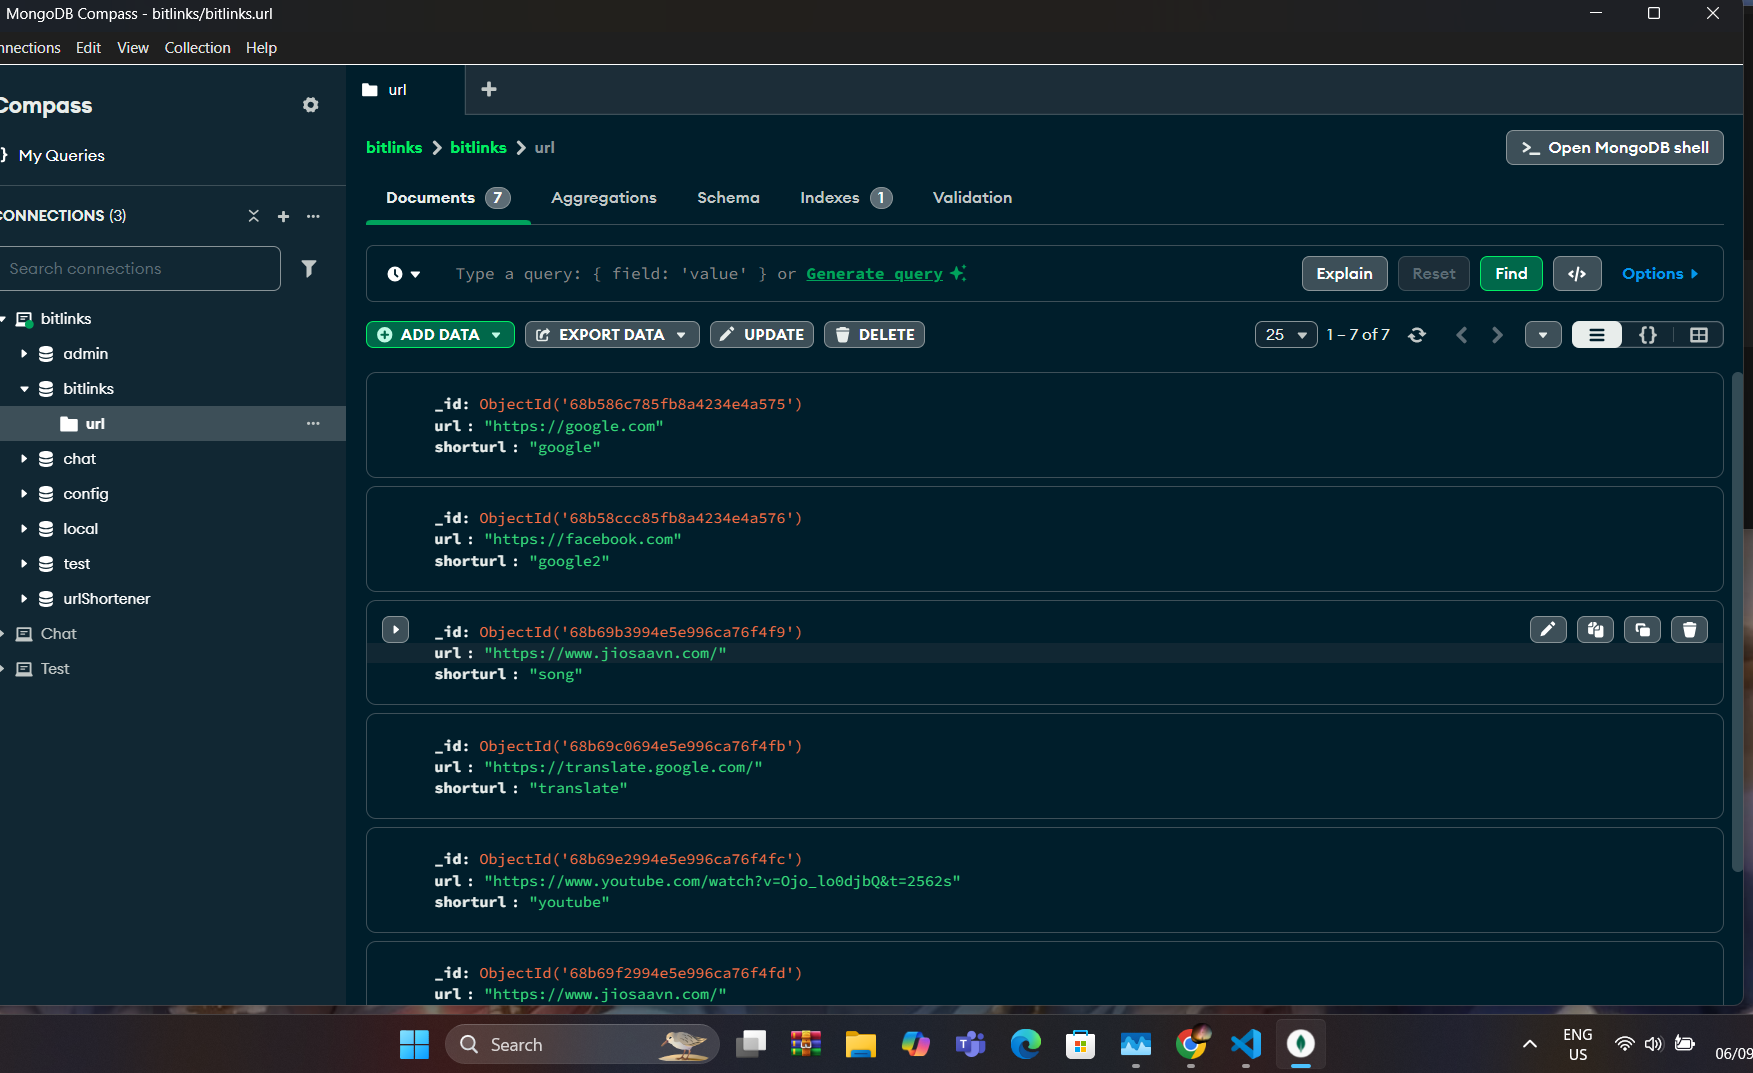 MongoDB Compass - bitlinks/bitlinks.url
nnections Edit View Collection Help
Compass
url
bitlinks bitlinks url
>_ Open MongoDB shell
} My Queries
Documents 7 Aggregations Schema Indexes 1 Validation
CONNECTIONS (3)
Search connections
Type a query: { field: 'value' } or Generate query
Explain Reset Find </> Options
ADD DATA EXPORT DATA UPDATE DELETE
25 1 – 7 of 7 {}
bitlinks
admin
bitlinks
url
chat
config
local
test
urlShortener
Chat
Test
_id: ObjectId('68b586c785fb8a4234e4a575')
url : "https://google.com"
shorturl : "google"
_id: ObjectId('68b58ccc85fb8a4234e4a576')
url : "https://facebook.com"
shorturl : "google2"
_id: ObjectId('68b69b3994e5e996ca76f4f9')
url : "https://www.jiosaavn.com/"
shorturl : "song"
_id: ObjectId('68b69c0694e5e996ca76f4fb')
url : "https://translate.google.com/"
shorturl : "translate"
_id: ObjectId('68b69e2994e5e996ca76f4fc')
url : "https://www.youtube.com/watch?v=Ojo_lo0djbQ&t=2562s"
shorturl : "youtube"
_id: ObjectId('68b69f2994e5e996ca76f4fd')
url : "https://www.jiosaavn.com/"
Search
ENG
US
06/09